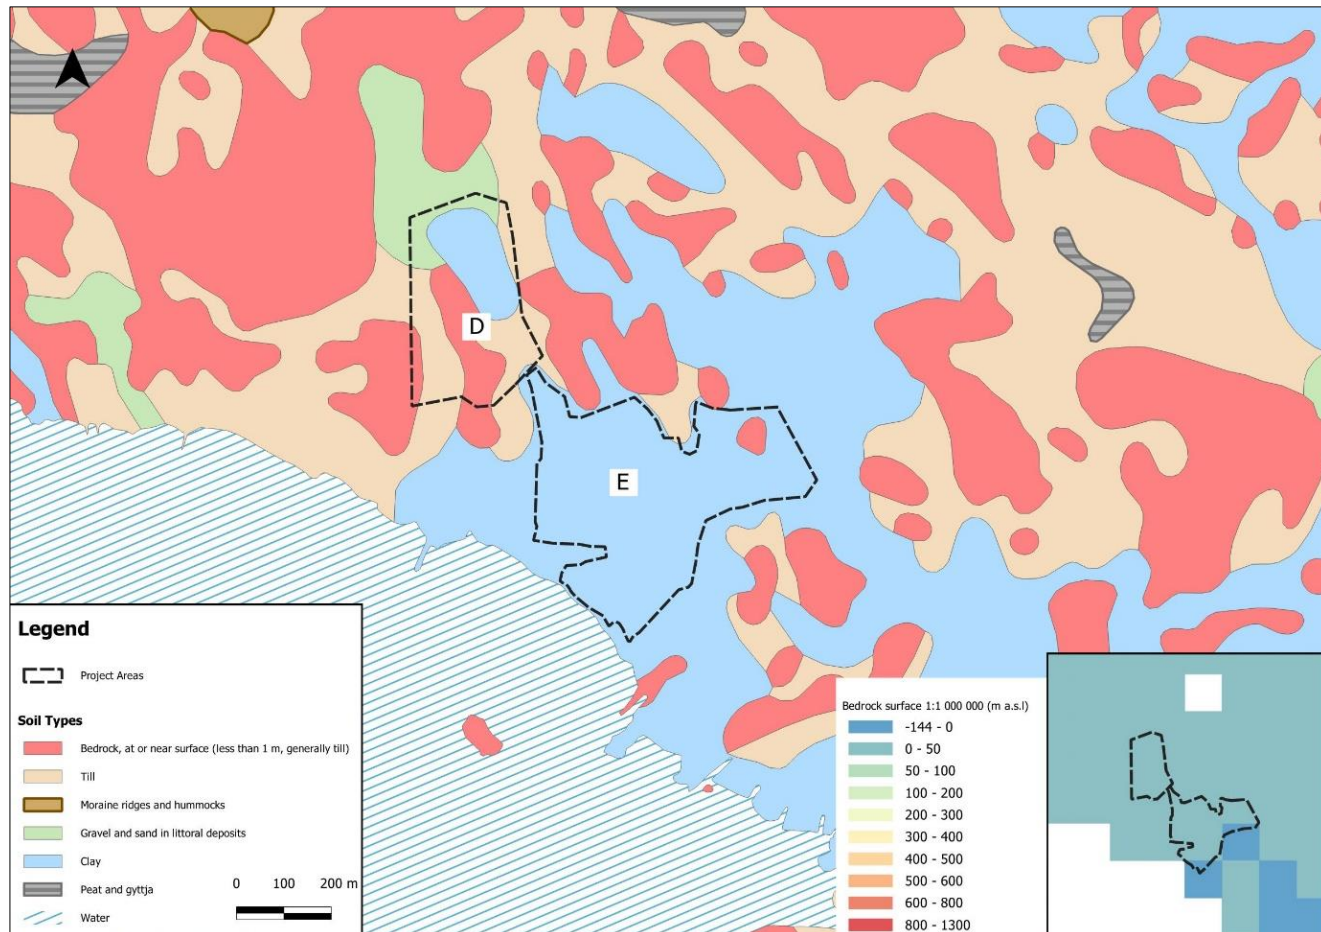 D
E
Legend
Project Areas
Soil Types
Bedrock, at or near surface (less than 1 m, generally till)
Till
Moraine ridges and hummocks
Gravel and sand in littoral deposits
Clay
Peat and gyttja
Water
0 100 200 m
Bedrock surface 1:1 000 000 (m a.s.l)
-144 - 0
0 - 50
50 - 100
100 - 200
200 - 300
300 - 400
400 - 500
500 - 600
600 - 800
800 - 1300